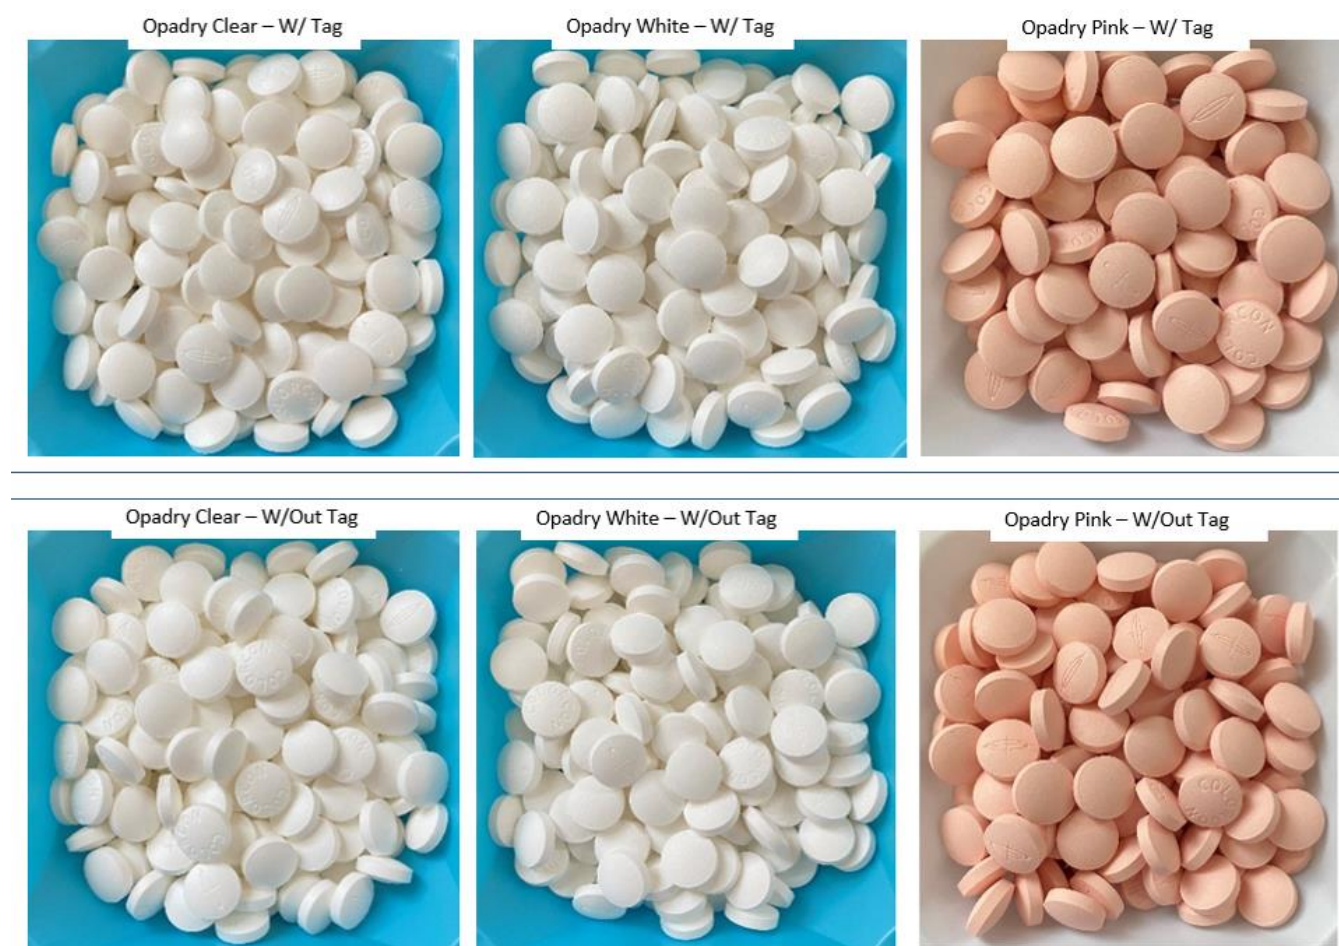 Opadry Clear – W/ Tag
Opadry White – W/ Tag
Opadry Pink – W/ Tag
Opadry Clear – W/Out Tag
Opadry White – W/Out Tag
Opadry Pink – W/Out Tag